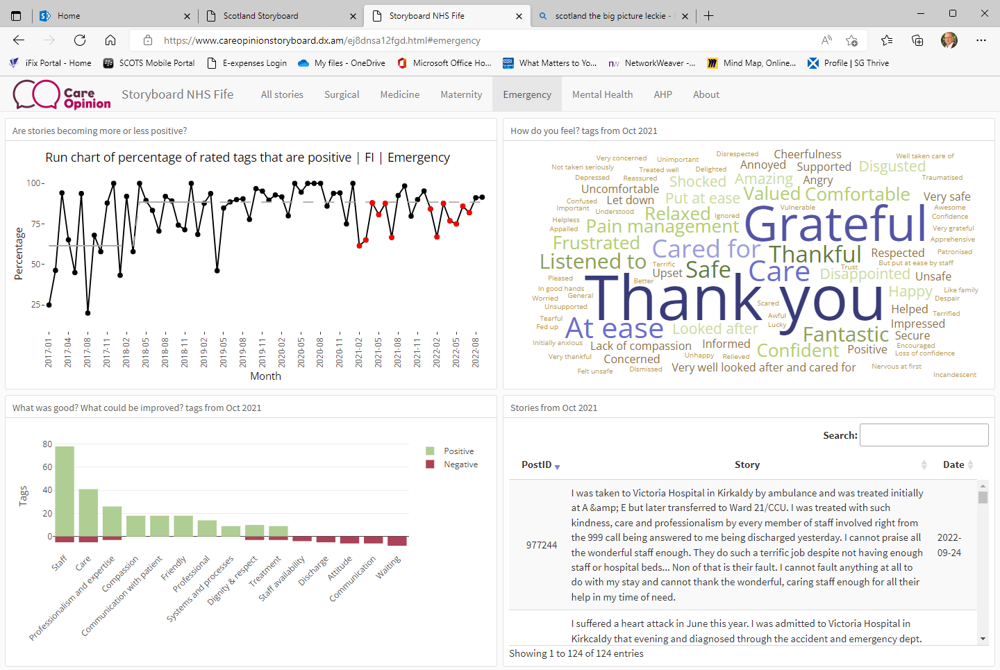 Home
Scotland Storyboard
Storyboard NHS Fife
scotland the big picture leckie -
https://www.careopinionstoryboard.dx.am/ej8dnsa12fgd.html#emergency
iFix Portal - Home
SCOTS Mobile Portal
E-expenses Login
My files - OneDrive
Microsoft Office Ho...
What Matters to Yo...
NetworkWeaver -...
Mind Map, Online...
Profile | SG Thrive
Care
Opinion
Storyboard NHS Fife
All stories
Surgical
Medicine
Maternity
Emergency
Mental Health
AHP
About
Are stories becoming more or less positive?
Run chart of percentage of rated tags that are positive | FI | Emergency
Percentage
100
75
50
25
2017-01
2017-04
2017-08
2017-11
2018-02
2018-05
2018-08
2018-11
2019-02
2019-05
2019-08
2019-11
2020-02
2020-05
2020-08
2020-11
2021-02
2021-05
2021-08
2021-11
2022-02
2022-05
2022-08
Month
How do you feel? tags from Oct 2021
Disrespected
Cheerfulness
Well taken care of
Very concerned
Unimportant
Annoyed
Supported
Disgusted
Not taken seriously
Treated well
Delighted
Depressed
Reassured
Shocked
Amazing
Angry
Traumatised
Uncomfortable
Valued
Comfortable
Very safe
Confused
Let down
Put at ease
Vulnerable
Awesome
Important
Understood
Relaxed
Ignored
Grateful
Confidence
Helpless
Appalled
Pain management
Very grateful
Apprehensive
Frustrated
Cared for
Thankful
Respected
Patronised
Listened to
Terrific
Upset
Safe
Care
Trust
But put at ease by staff
Disappointed
Unsafe
Pleased
Better
Thank you
In good hands
General
Happy
Like family
Despair
Worried
Unsupported
Scared
Helped
Terrified
Tearful
Fed up
At ease
Looked after
Awful
Lucky
Impressed
Fantastic
Secure
Initially anxious
Lack of compassion
Informed
Confident
Positive
Encouraged
Loss of confidence
Very thankful
Concerned
Unhappy
Relieved
Felt unsafe
Dismissed
Very well looked after and cared for
Nervous at first
Incandescent
What was good? What could be improved? tags from Oct 2021
Tags
80
60
40
20
0
Staff
Care
Professionalism and expertise
Compassion
Communication with patient
Friendly
Professional
Systems and processes
Dignity & respect
Treatment
Staff availability
Discharge
Attitude
Communication
Waiting
Positive
Negative
Stories from Oct 2021
Search:
PostID
Story
Date
977244
I was taken to Victoria Hospital in Kirkaldy by ambulance and was treated initially
at A &amp; E but later transferred to Ward 21/CCU. I was treated with such
kindness, care and professionalism by every member of staff involved right from
the 999 call being answered to me being discharged yesterday. I cannot praise all
the wonderful staff enough. They do such a terrific job despite not having enough
staff or hospital beds... Non of that is their fault. I cannot fault anything at all to
do with my stay and cannot thank the wonderful, caring staff enough for all their
help in my time of need.
2022-
09-24
I suffered a heart attack in June this year. I was admitted to Victoria Hospital in
Kirkcaldy that evening and diagnosed through the accident and emergency dept.
Showing 1 to 124 of 124 entries